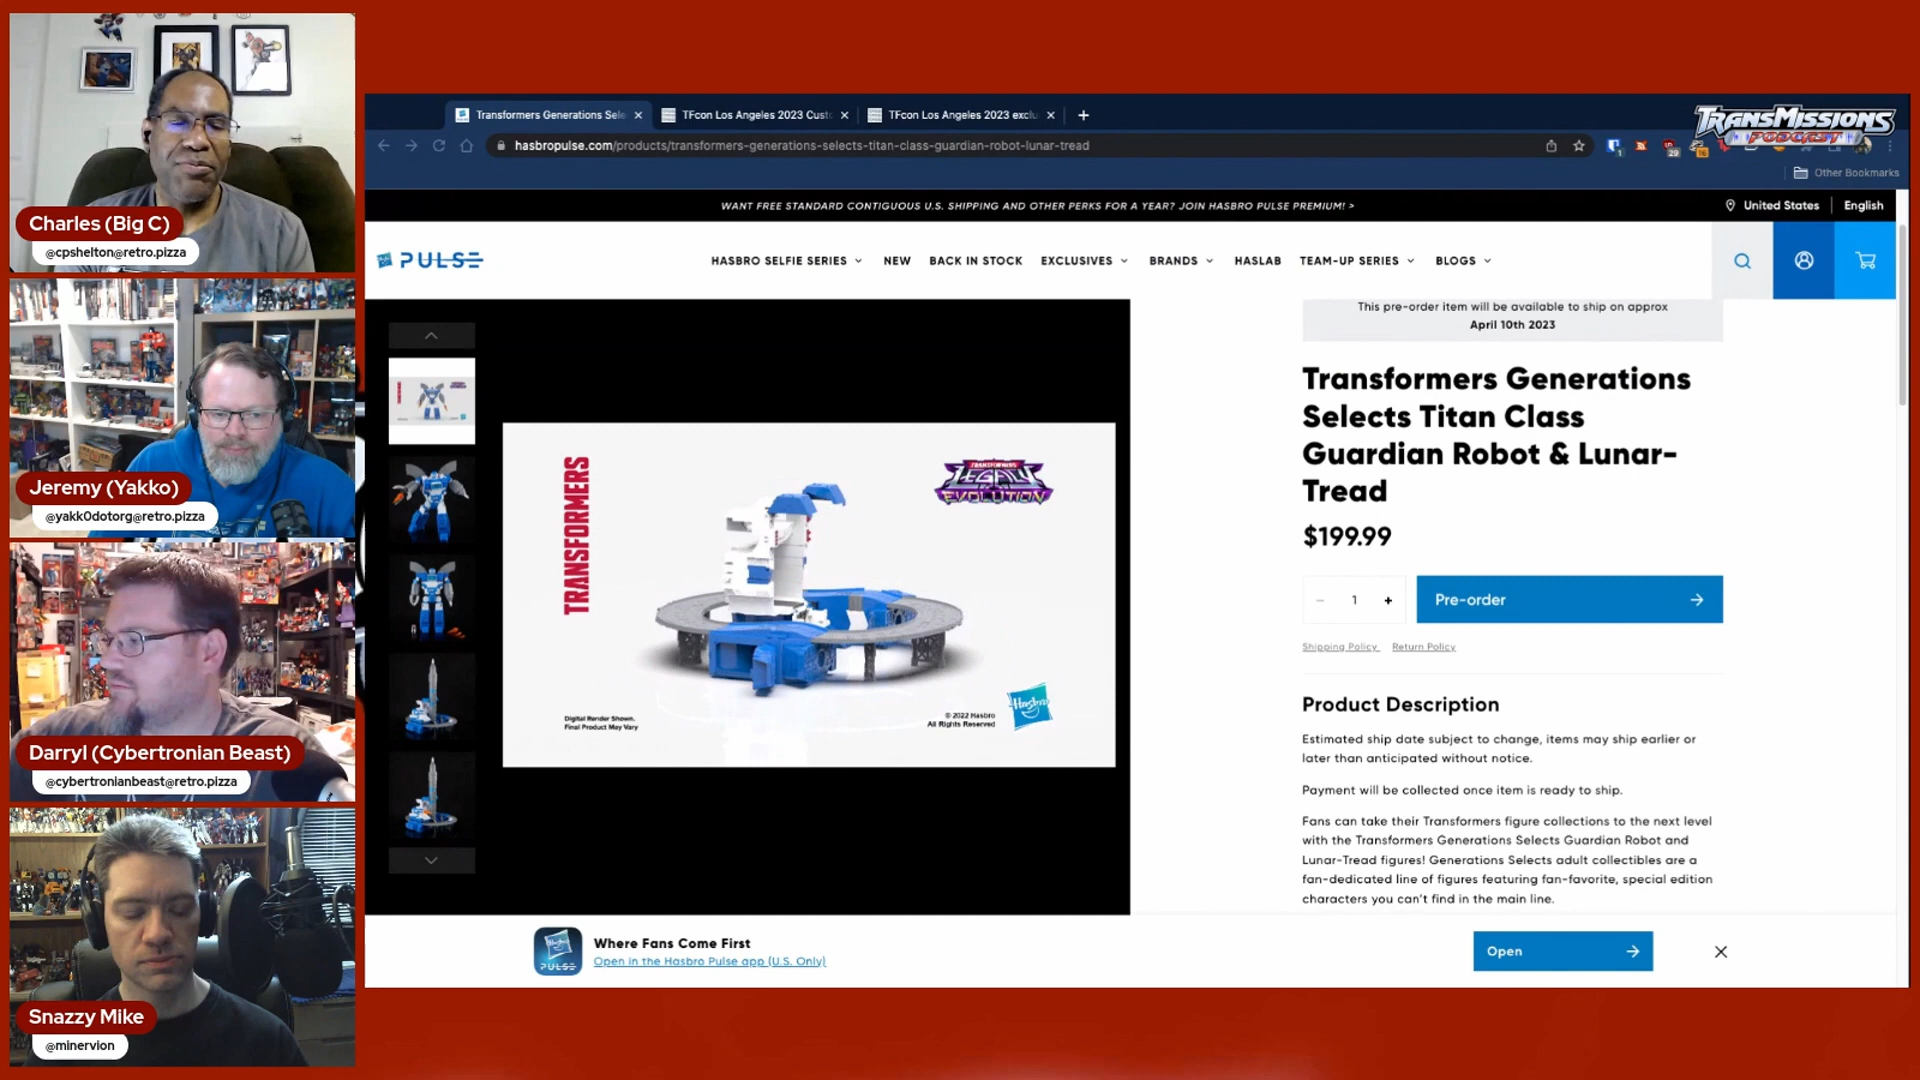 Charles (Big C)
@cpshelton@retro.pizza
Jeremy (Yakko)
@yakk0dotorg@retro.pizza
Darryl (Cybertronian Beast)
@cybertronianbeast@retro.pizza
Snazzy Mike
@minervion
Transformers Generations Sele
TFcon Los Angeles 2023 Cust
TFcon Los Angeles 2023 exclu
TRANSMISSIONS
PODCAST
hasbropulse.com/products/transformers-generations-selects-titan-class-guardian-robot-lunar-tread
Other Bookmarks
WANT FREE STANDARD CONTIGUOUS U.S. SHIPPING AND OTHER PERKS FOR A YEAR? JOIN HASBRO PULSE PREMIUM! >
United States
English
PULSE
HASBRO SELFIE SERIES
NEW
BACK IN STOCK
EXCLUSIVES
BRANDS
HASLAB
TEAM-UP SERIES
BLOGS
This pre-order item will be available to ship on approx
April 10th 2023
TRANSFORMERS
TRANSFORMERS
LEGACY
EVOLUTION
Digital Render Shown.
Final Product May Vary
© 2022 Hasbro
All Rights Reserved
Hasbro
Transformers Generations
Selects Titan Class
Guardian Robot & Lunar-
Tread
$199.99
1
Pre-order
Shipping Policy
Return Policy
Product Description
Estimated ship date subject to change, items may ship earlier or
later than anticipated without notice.
Payment will be collected once item is ready to ship.
Fans can take their Transformers figure collections to the next level
with the Transformers Generations Selects Guardian Robot and
Lunar-Tread figures! Generations Selects adult collectibles are a
fan-dedicated line of figures featuring fan-favorite, special edition
characters you can't find in the main line.
PULSE
Where Fans Come First
Open in the Hasbro Pulse app (U.S. Only)
Open